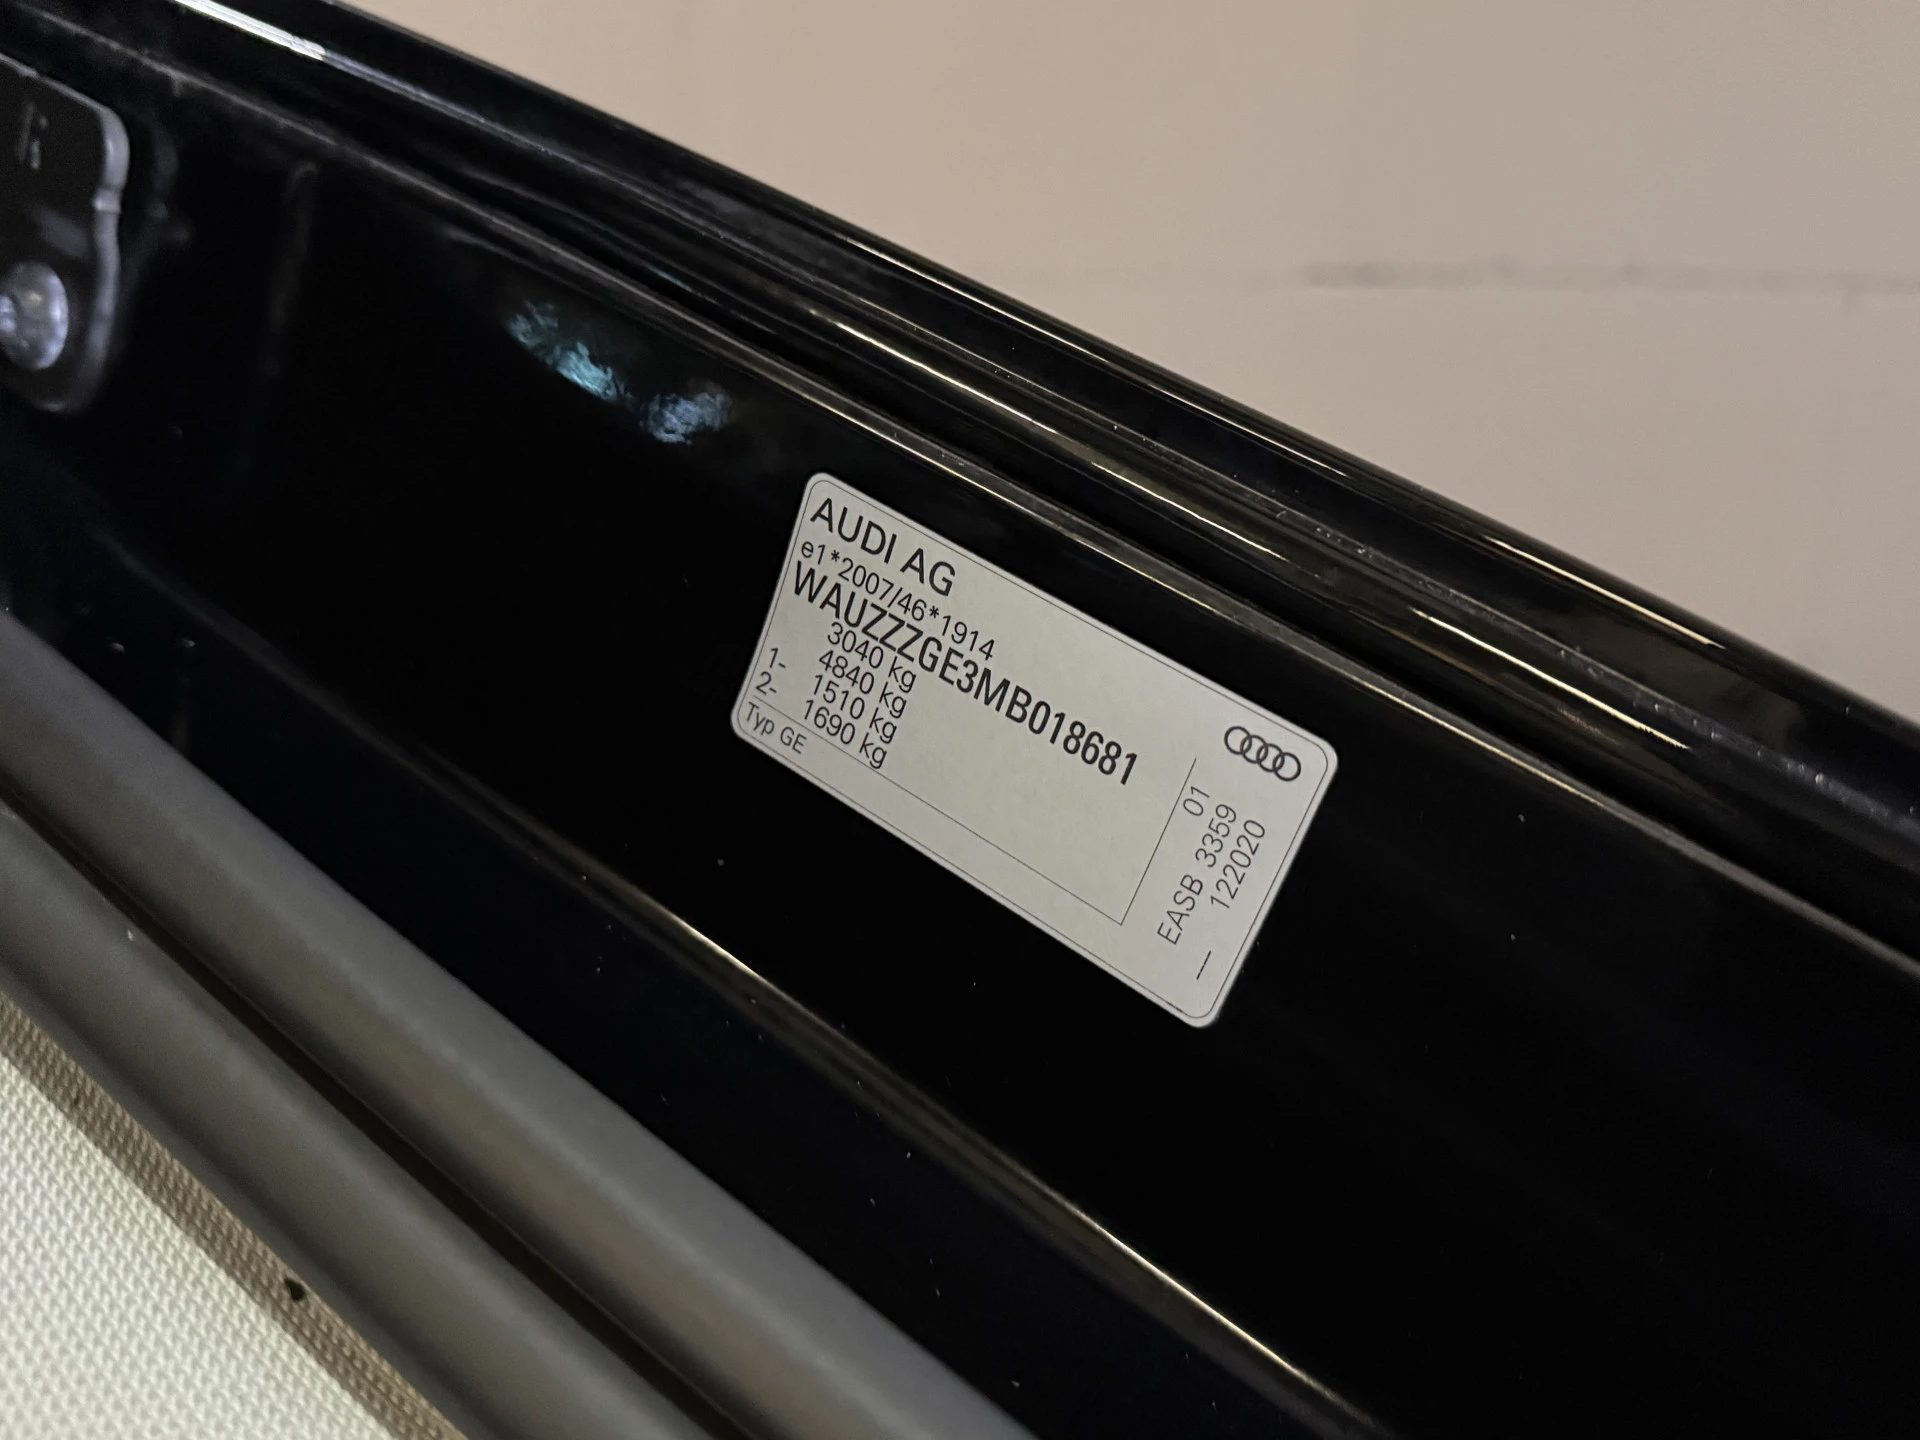 AUDI AG
e1*2007/46*1914
WAUZZZGE3MB018681
3040 kg
4840 kg
1- 1510 kg
2- 1690 kg
Typ GE
01
EASB 3359
122020